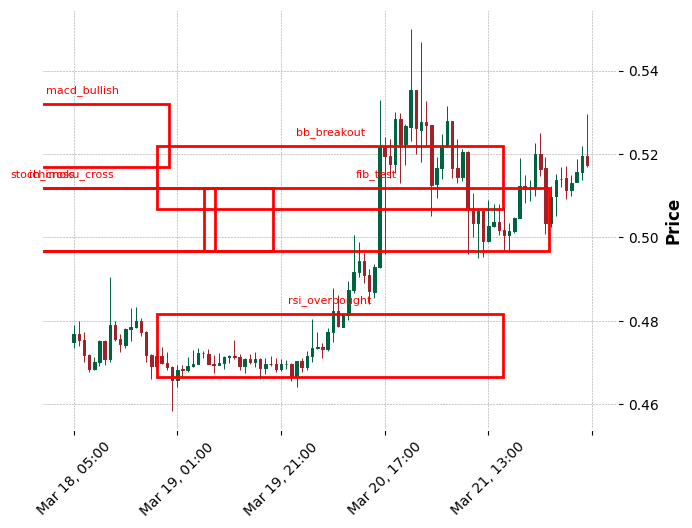 macd_bullish
bb_breakout
fib_test
rsi_overbought
0.54
0.52
0.50
0.48
0.46
Price
Mar 18, 05:00
Mar 19, 01:00
Mar 19, 21:00
Mar 20, 17:00
Mar 21, 13:00